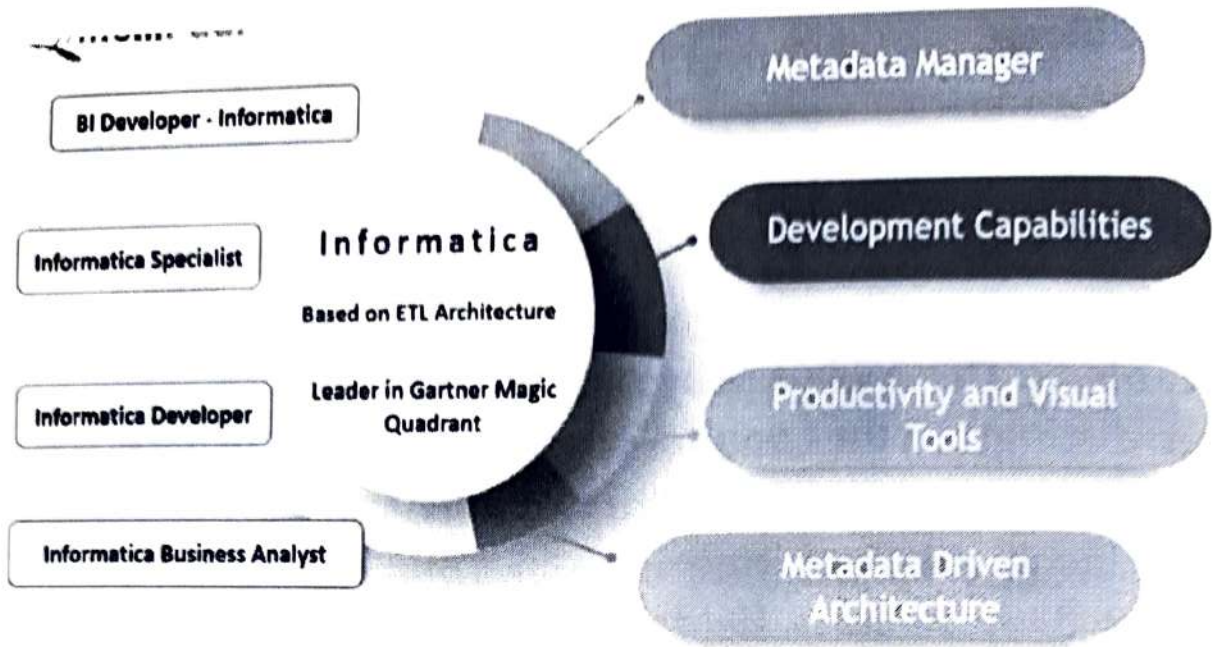 BI Developer - Informatica
Informatica Specialist
Informatica Developer
Informatica Business Analyst
Informatica
Based on ETL Architecture
Leader in Gartner Magic
Quadrant
Metadata Manager
Development Capabilities
Productivity and Visual
Tools
Metadata Driven
Architecture